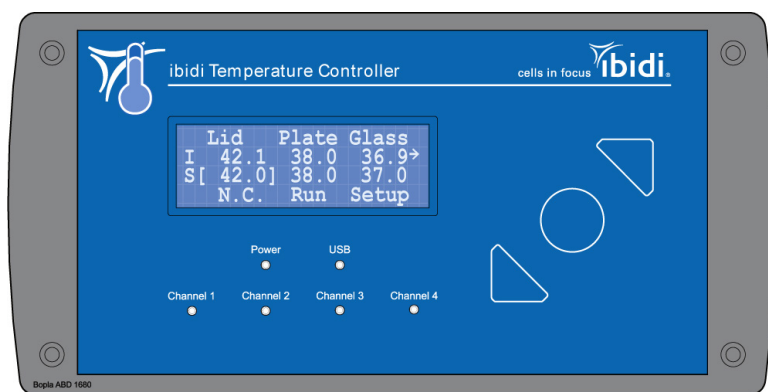 ibidi Temperature Controller
cells in focus ibidi®
Lid Plate Glass
I 42.1 38.0 36.9→
S[ 42.0] 38.0 37.0
N.C. Run Setup
Power USB
Channel 1 Channel 2 Channel 3 Channel 4
Bopla ABD 1680